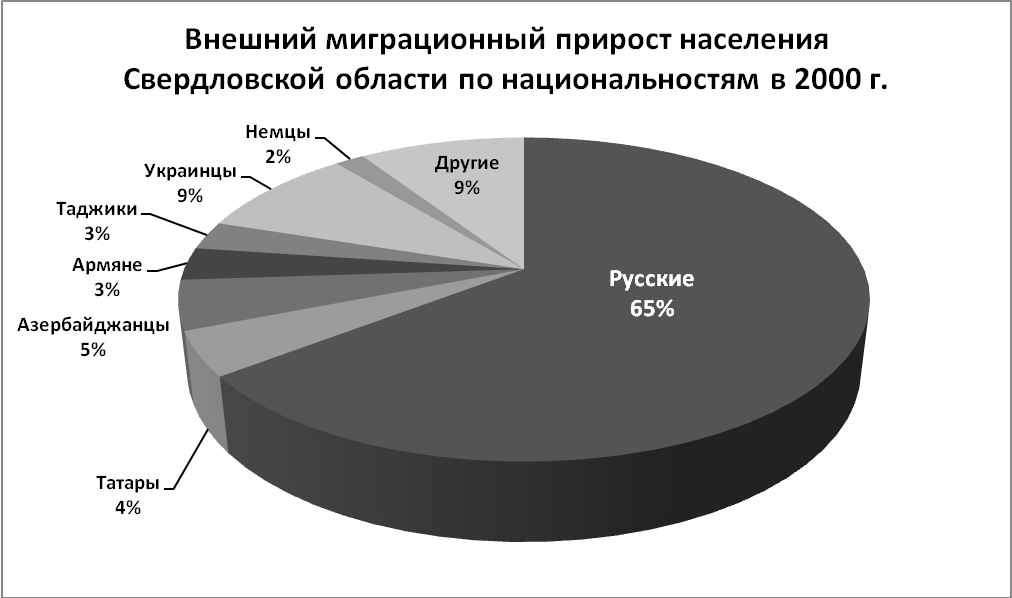 Внешний миграционный прирост населения
Свердловской области по национальностям в 2000 г.
Немцы
2%
Другие
9%
Украинцы
9%
Таджики
3%
Армяне
3%
Русские
65%
Азербайджанцы
5%
Татары
4%